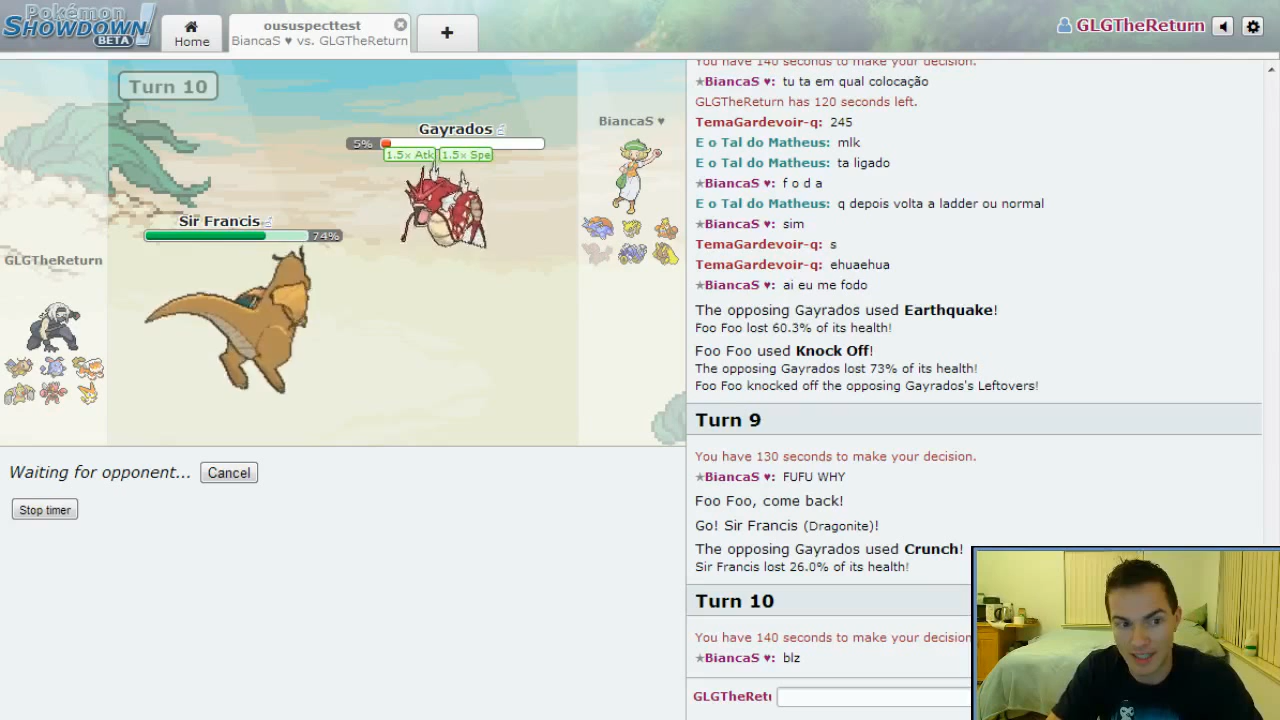 Pokémon
SHOWDOWN!
BETA
Home
oususpecttest
BiancaS ♥ vs. GLGTheReturn
+
GLGTheReturn
Turn 10
Gayrados ♂
5%
1.5× Atk 1.5× Spe
Sir Francis ♂
74%
BiancaS ♥
GLGTheReturn
Waiting for opponent... Cancel
Stop timer
You have 140 seconds to make your decision.
★BiancaS ♥: tu ta em qual colocação
GLGTheReturn has 120 seconds left.
TemaGardevoir-q: 245
E o Tal do Matheus: mlk
E o Tal do Matheus: ta ligado
★BiancaS ♥: f o d a
E o Tal do Matheus: q depois volta a ladder ou normal
★BiancaS ♥: sim
TemaGardevoir-q: s
TemaGardevoir-q: ehuaehua
★BiancaS ♥: ai eu me fodo
The opposing Gayrados used Earthquake!
Foo Foo lost 60.3% of its health!
Foo Foo used Knock Off!
The opposing Gayrados lost 73% of its health!
Foo Foo knocked off the opposing Gayrados's Leftovers!
Turn 9
You have 130 seconds to make your decision.
★BiancaS ♥: FUFU WHY
Foo Foo, come back!
Go! Sir Francis (Dragonite)!
The opposing Gayrados used Crunch!
Sir Francis lost 26.0% of its health!
Turn 10
You have 140 seconds to make your decision
★BiancaS ♥: blz
GLGTheRetu